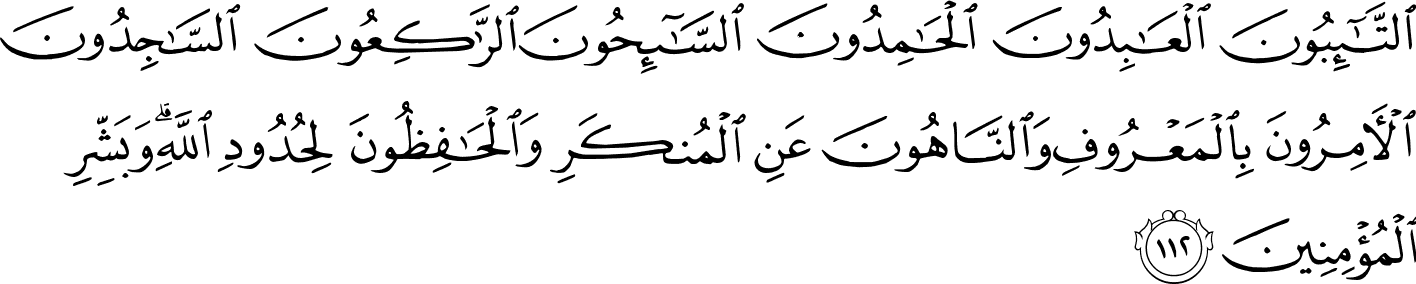 ٱلتَّـٰٓئِبُونَ ٱلْعَـٰبِدُونَ ٱلْحَـٰمِدُونَ ٱلسَّـٰٓئِحُونَ ٱلرَّٰكِعُونَ ٱلسَّـٰجِدُونَ
ٱلْأَمِرُونَ بِٱلْمَعْرُوفِ وَٱلنَّاهُونَ عَنِ ٱلْمُنكَرِ وَٱلْحَـٰفِظُونَ لِحُدُودِ ٱللَّهِ ۗ وَبَشِّرِ
ٱلْمُؤْمِنِينَ ١١٢